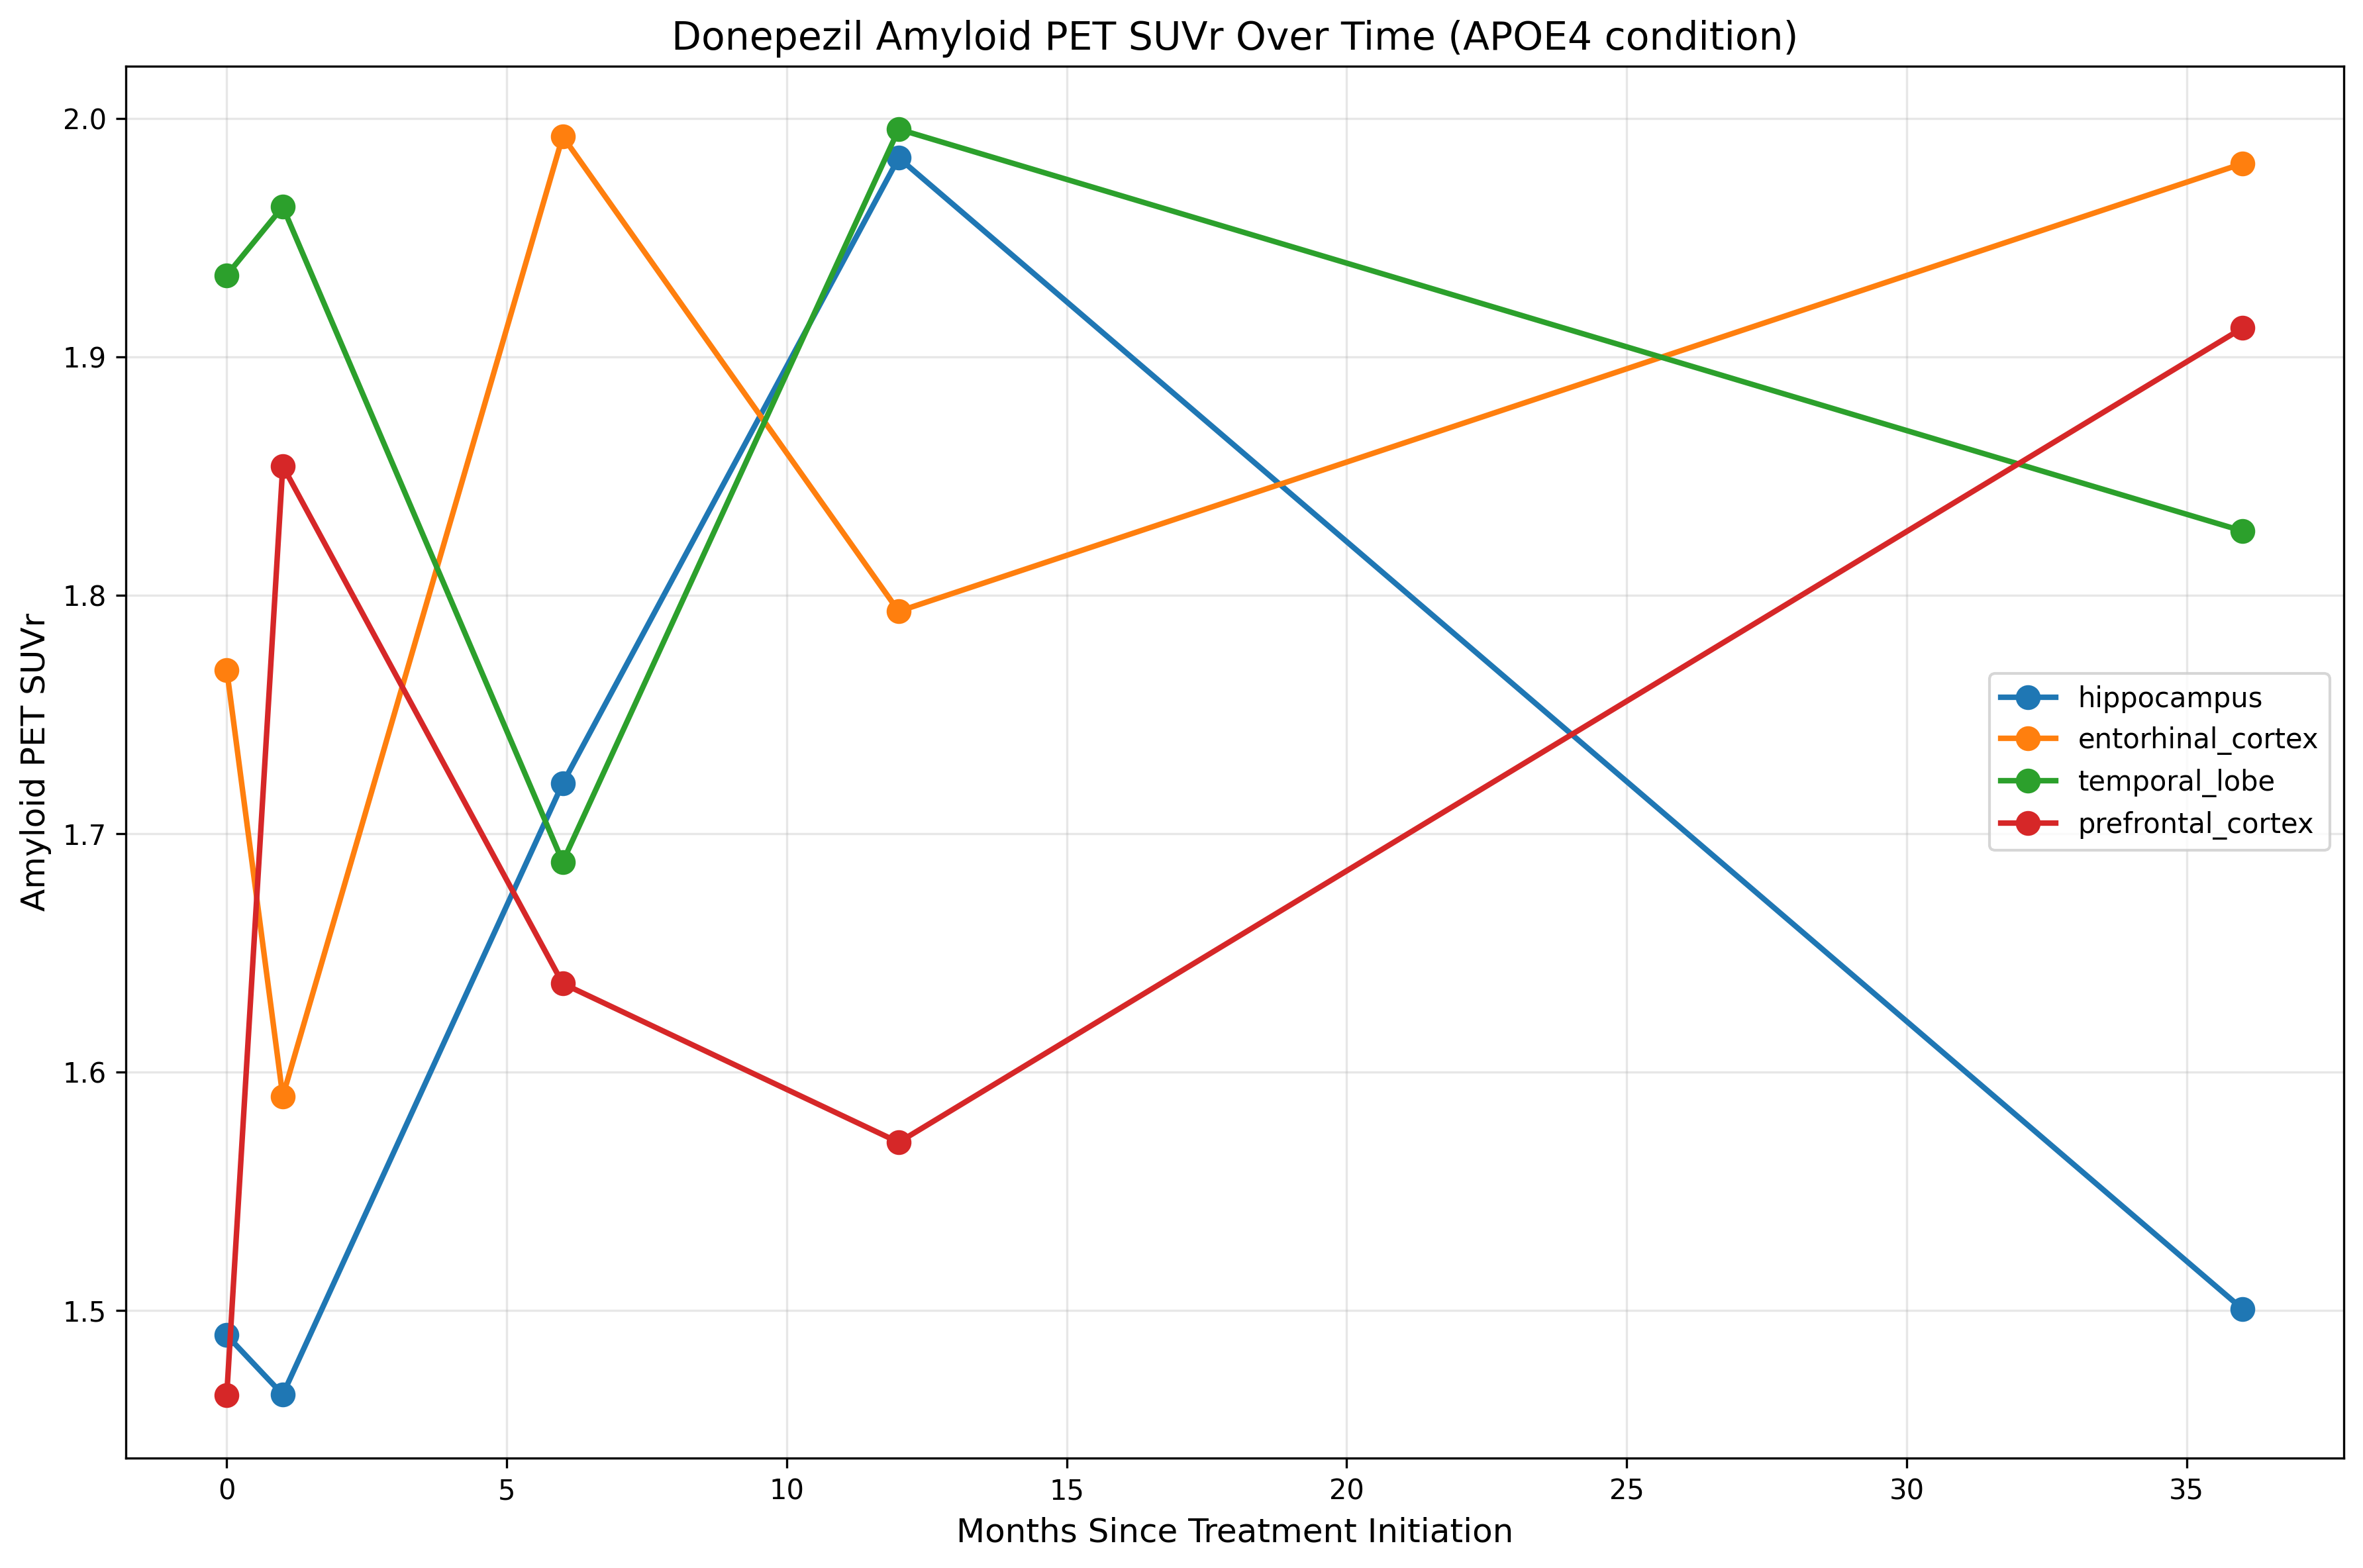 Donepezil Amyloid PET SUVr Over Time (APOE4 condition)
2.0
1.9
1.8
1.7
1.6
1.5
Amyloid PET SUVr
hippocampus
entorhinal_cortex
temporal_lobe
prefrontal_cortex
0 5 10 15 20 25 30 35
Months Since Treatment Initiation